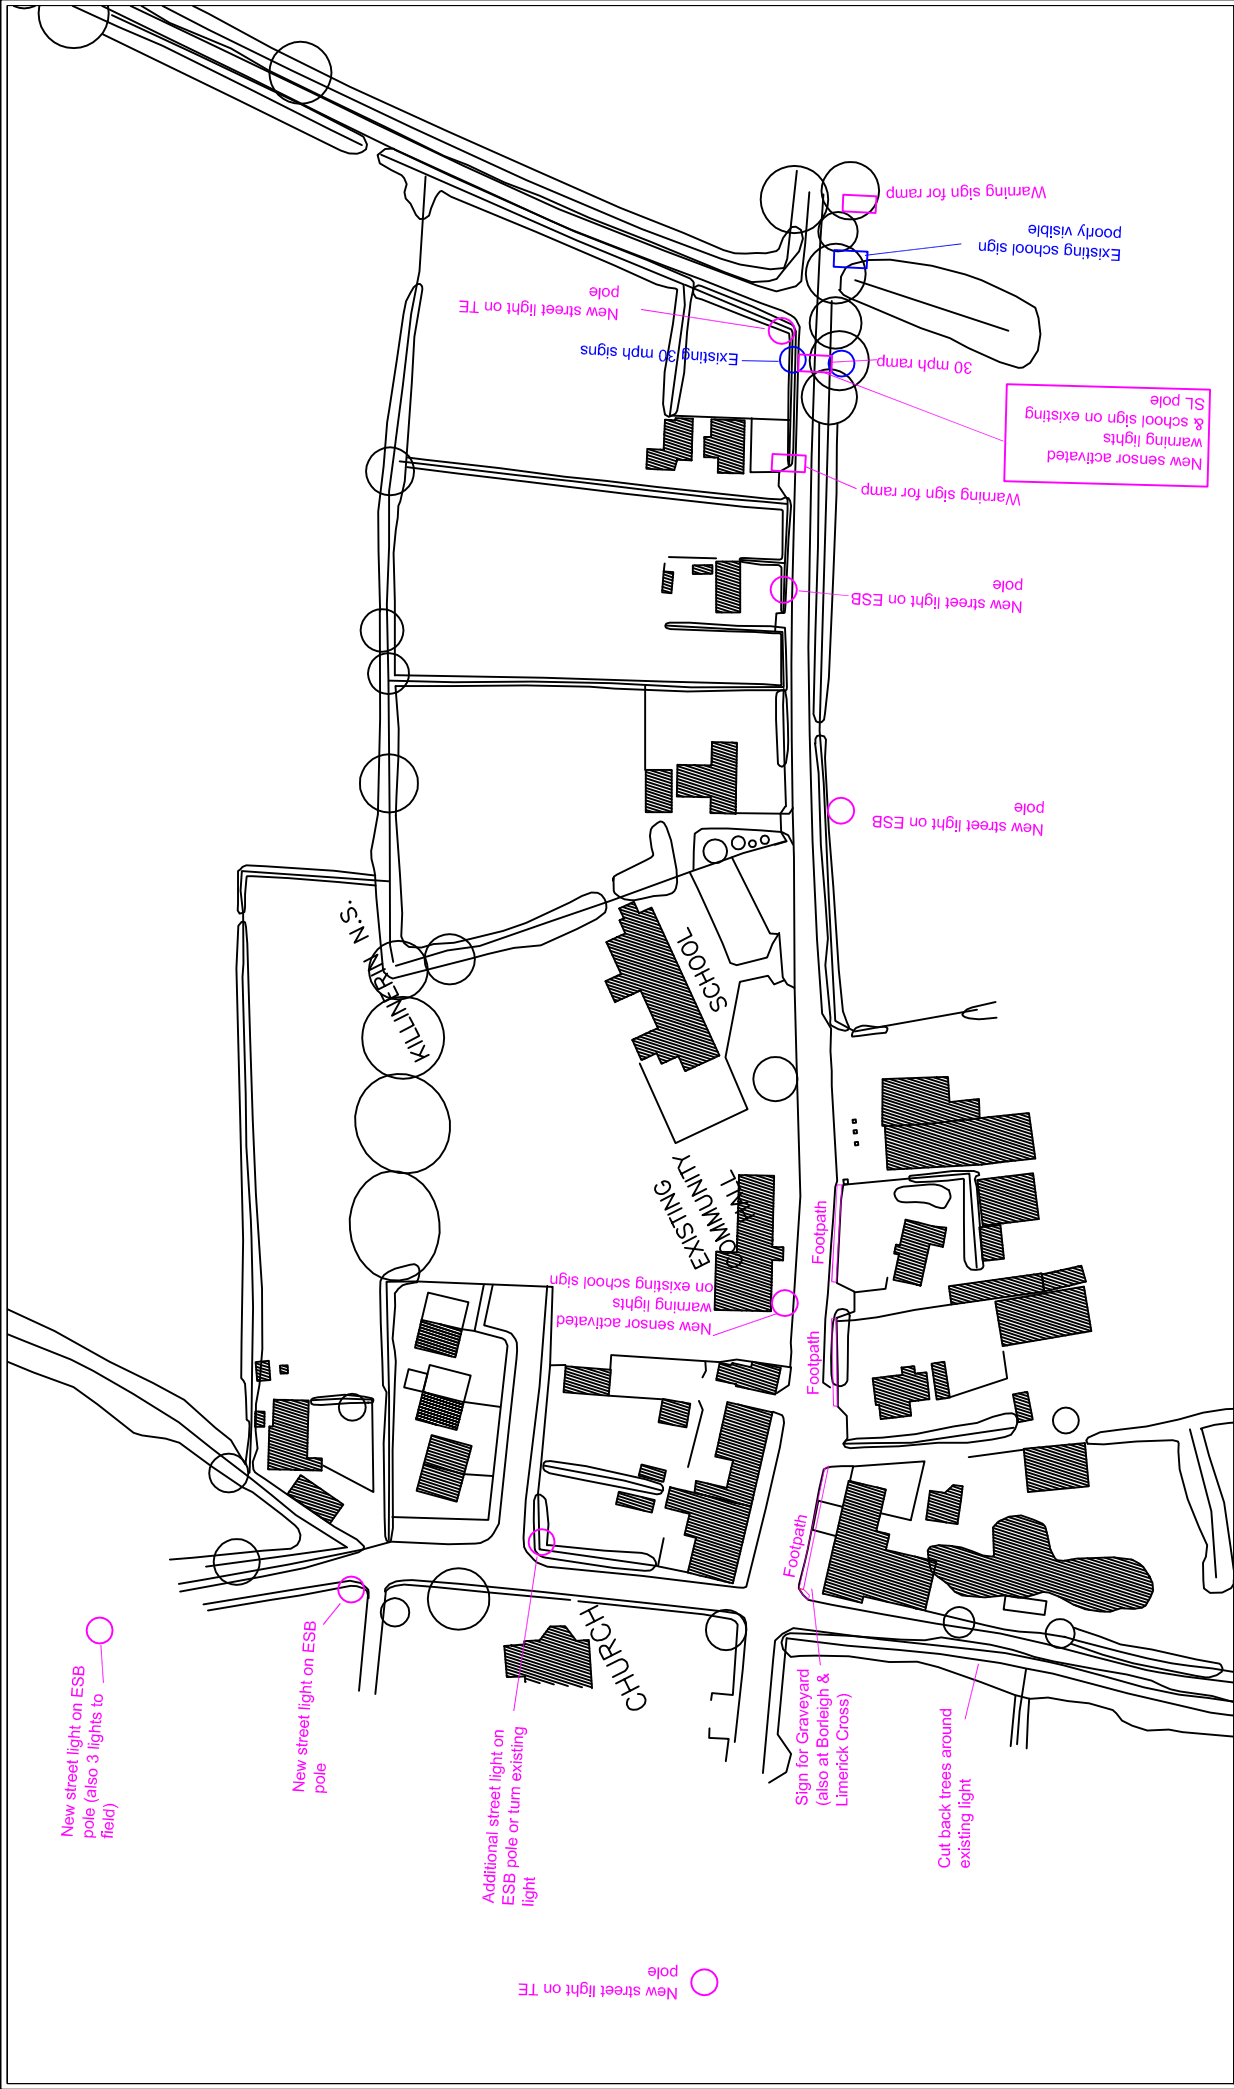 Warning sign for ramp
Existing school sign
poorly visible
New street light on TE
pole
Existing 30 mph signs
30 mph ramp
New sensor activated
warning lights
& school sign on existing
SL pole
Warning sign for ramp
New street light on ESB
pole
New street light on ESB
pole
KILLINERIN N.S.
SCHOOL
EXISTING
COMMUNITY
HALL
Footpath
New sensor activated
warning lights
on existing school sign
Footpath
Footpath
CHURCH
New street light on ESB
pole (also 3 lights to
field)
New street light on ESB
pole
Additional street light on
ESB pole or turn existing
light
Sign for Graveyard
(also at Borleigh &
Limerick Cross)
Cut back trees around
existing light
New street light on TE
pole